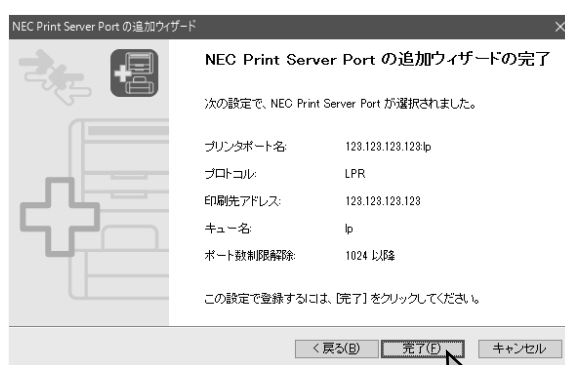 NEC Print Server Port の追加ウィザード
NEC Print Server Port の追加ウィザードの完了
次の設定で、NEC Print Server Port が選択されました。
プリンタポート名: 123.123.123.123:lp
プロトコル: LPR
印刷先アドレス: 123.123.123.123
キュー名: lp
ポート数制限解除: 1024 以降
この設定で登録するには、[完了] をクリックしてください。
< 戻る(B) 完了(F) キャンセル